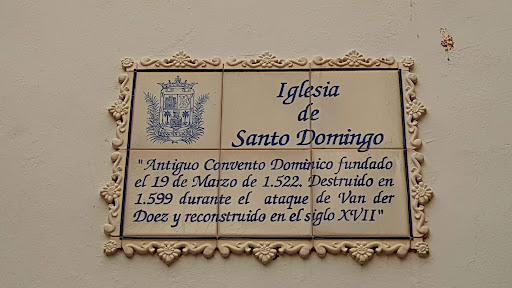 Iglesia
de
Santo Domingo
"Antiguo Convento Dominico fundado
el 19 de Marzo de 1.522. Destruido en
1.599 durante el ataque de Van der
Doez y reconstruido en el siglo XVII"